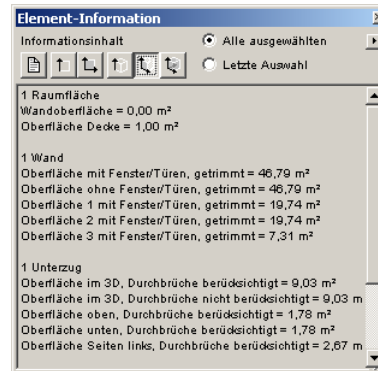 Element-Information
Informationsinhalt
Alle ausgewählten
Letzte Auswahl
1 Raumfläche
Wandoberfläche = 0,00 m²
Oberfläche Decke = 1,00 m²
1 Wand
Oberfläche mit Fenster/Türen, getrimmt = 46,79 m²
Oberfläche ohne Fenster/Türen, getrimmt = 46,79 m²
Oberfläche 1 mit Fenster/Türen, getrimmt = 19,74 m²
Oberfläche 2 mit Fenster/Türen, getrimmt = 19,74 m²
Oberfläche 3 mit Fenster/Türen, getrimmt = 7,31 m²
1 Unterzug
Oberfläche im 3D, Durchbrüche berücksichtigt = 9,03 m²
Oberfläche im 3D, Durchbrüche nicht berücksichtigt = 9,03 m
Oberfläche oben, Durchbrüche berücksichtigt = 1,78 m²
Oberfläche unten, Durchbrüche berücksichtigt = 1,78 m²
Oberfläche Seiten links, Durchbrüche berücksichtigt = 2,67 m